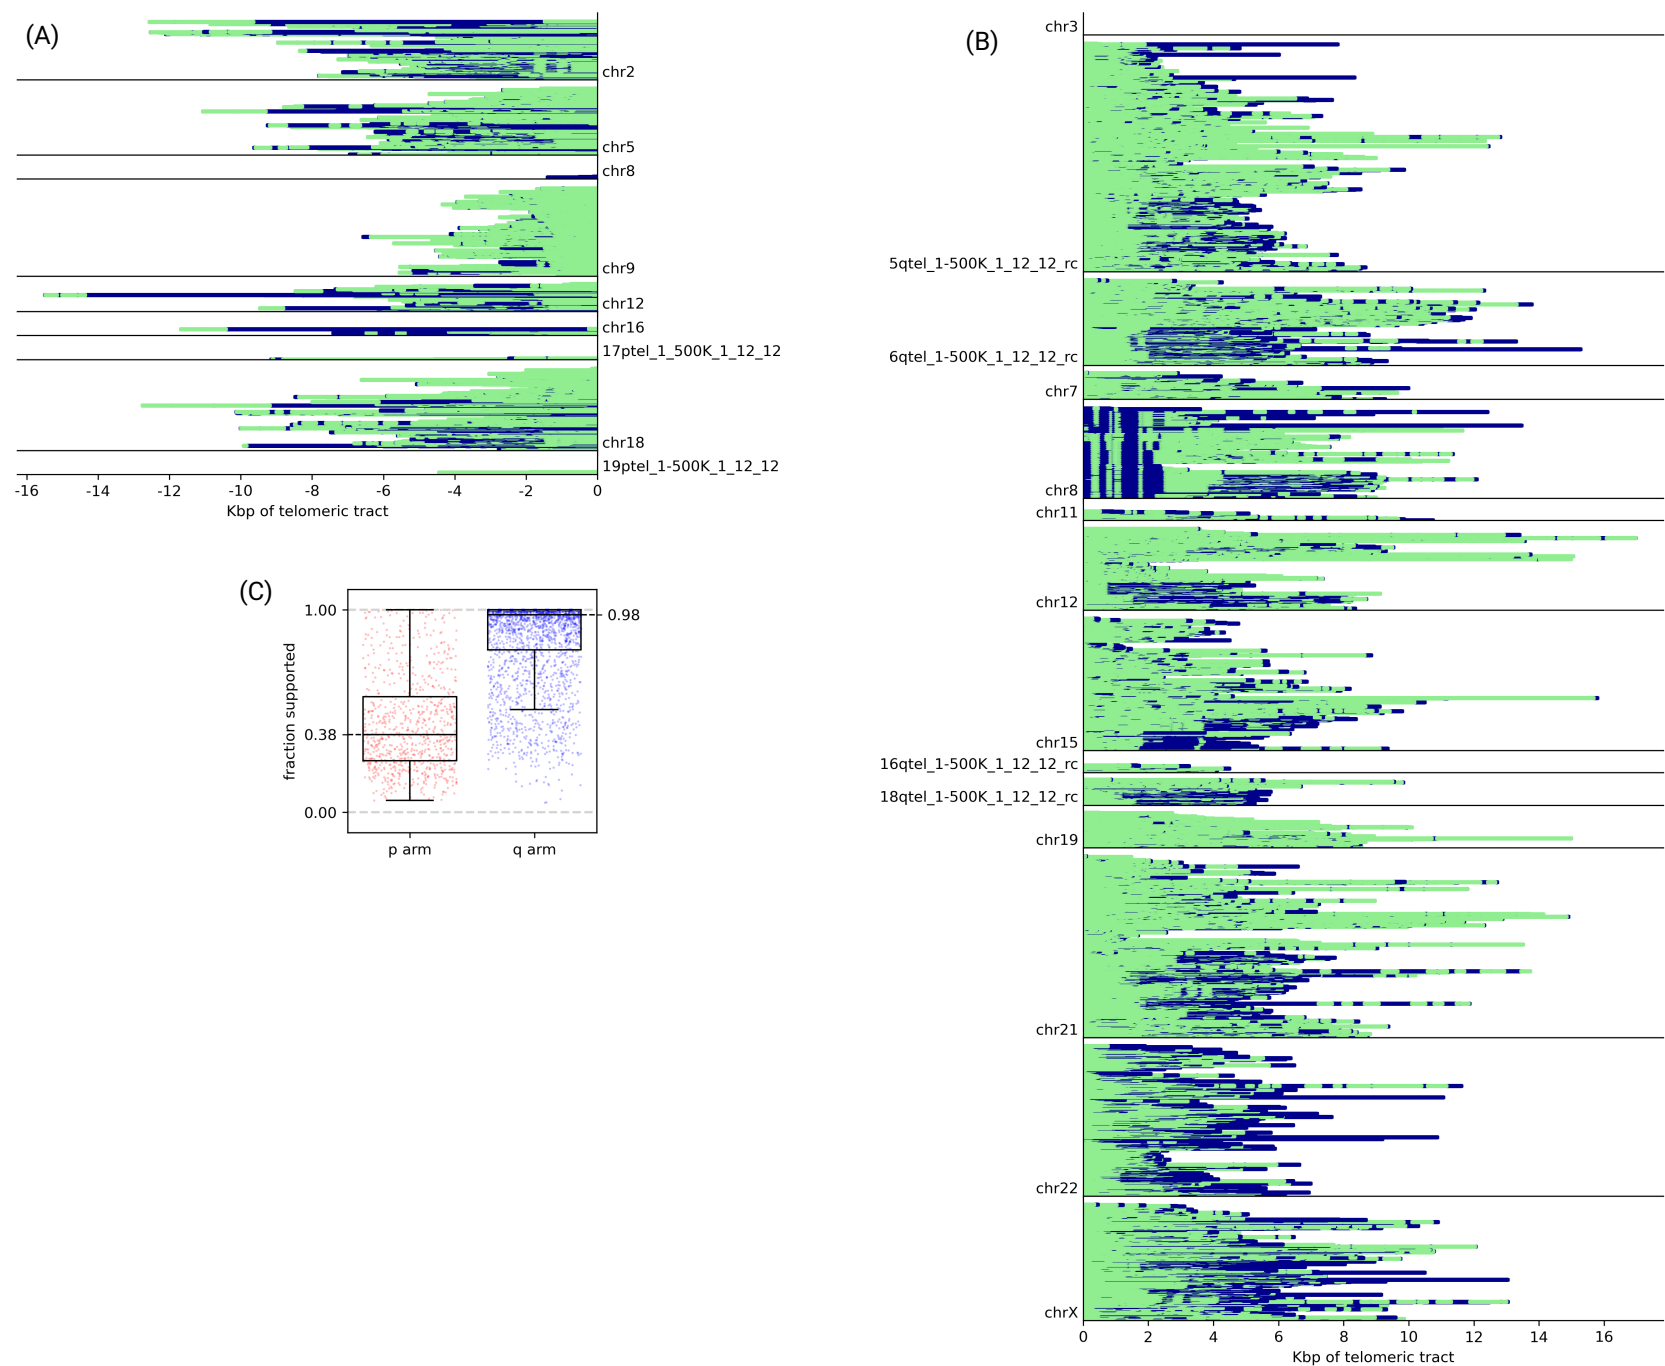 (A)
chr2
chr5
chr8
chr9
chr12
chr16
17ptel_1_500K_1_12_12
chr18
19ptel_1-500K_1_12_12
-16 -14 -12 -10 -8 -6 -4 -2 0
Kbp of telomeric tract
(B)
chr3
5qtel_1-500K_1_12_12_rc
6qtel_1-500K_1_12_12_rc
chr7
chr8
chr11
chr12
chr15
16qtel_1-500K_1_12_12_rc
18qtel_1-500K_1_12_12_rc
chr19
chr21
chr22
chrX
0 2 4 6 8 10 12 14 16
Kbp of telomeric tract
(C)
fraction supported
1.00
0.98
0.38
0.00
p arm q arm